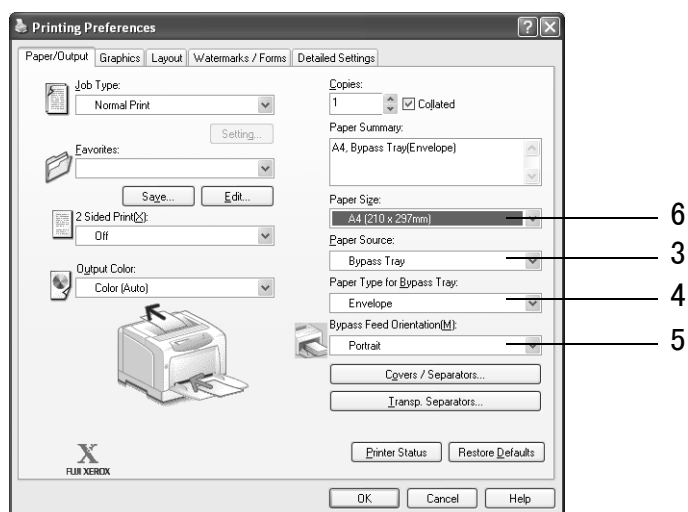 Printing Preferences
Paper/Output Graphics Layout Watermarks / Forms Detailed Settings
Job Type:
Normal Print
Setting...
Favorites:
Save... Edit...
2 Sided Print(X):
Off
Output Color:
Color (Auto)
Copies:
1 Collated
Paper Summary:
A4, Bypass Tray(Envelope)
Paper Size:
A4 (210 x 297mm) 6
Paper Source:
Bypass Tray 3
Paper Type for Bypass Tray:
Envelope 4
Bypass Feed Orientation(M):
Portrait 5
Covers / Separators...
Transp. Separators...
X
FUJI XEROX
Printer Status Restore Defaults
OK Cancel Help